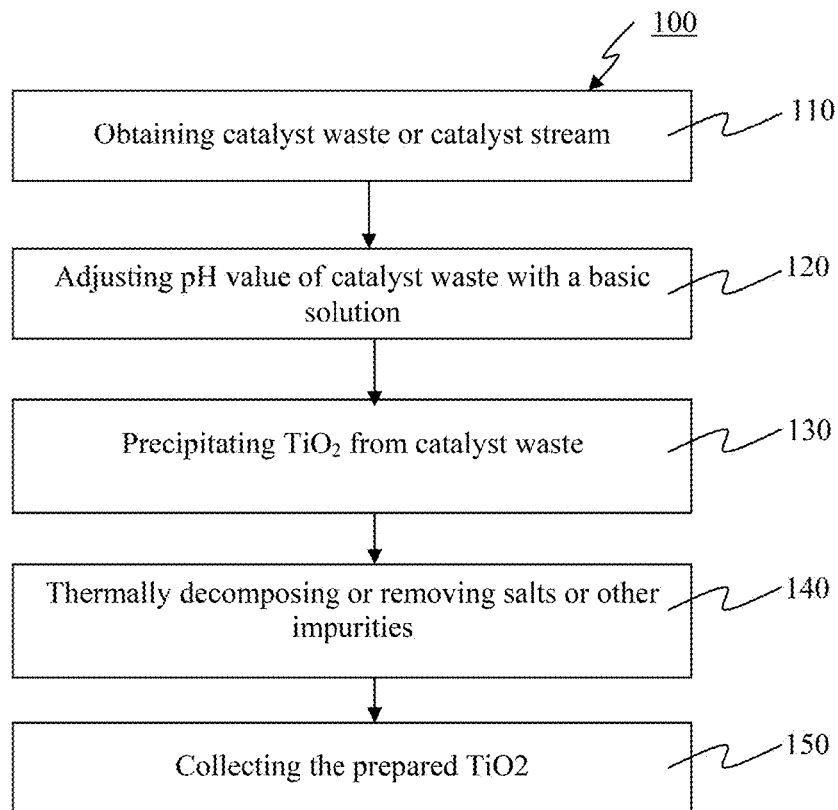 100
Obtaining catalyst waste or catalyst stream
110
Adjusting pH value of catalyst waste with a basic
solution
120
Precipitating TiO₂ from catalyst waste
130
Thermally decomposing or removing salts or other
impurities
140
Collecting the prepared TiO2
150